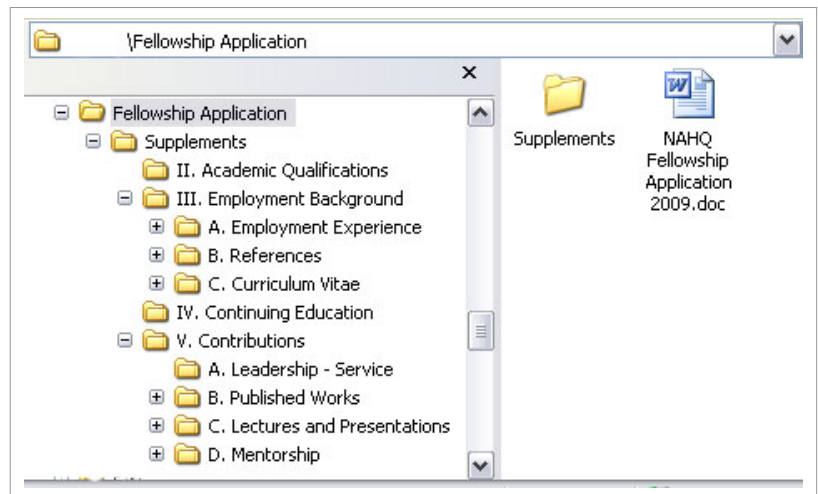 \Fellowship Application
Fellowship Application
Supplements
II. Academic Qualifications
III. Employment Background
A. Employment Experience
B. References
C. Curriculum Vitae
IV. Continuing Education
V. Contributions
A. Leadership - Service
B. Published Works
C. Lectures and Presentations
D. Mentorship
Supplements
NAHQ
Fellowship
Application
2009.doc